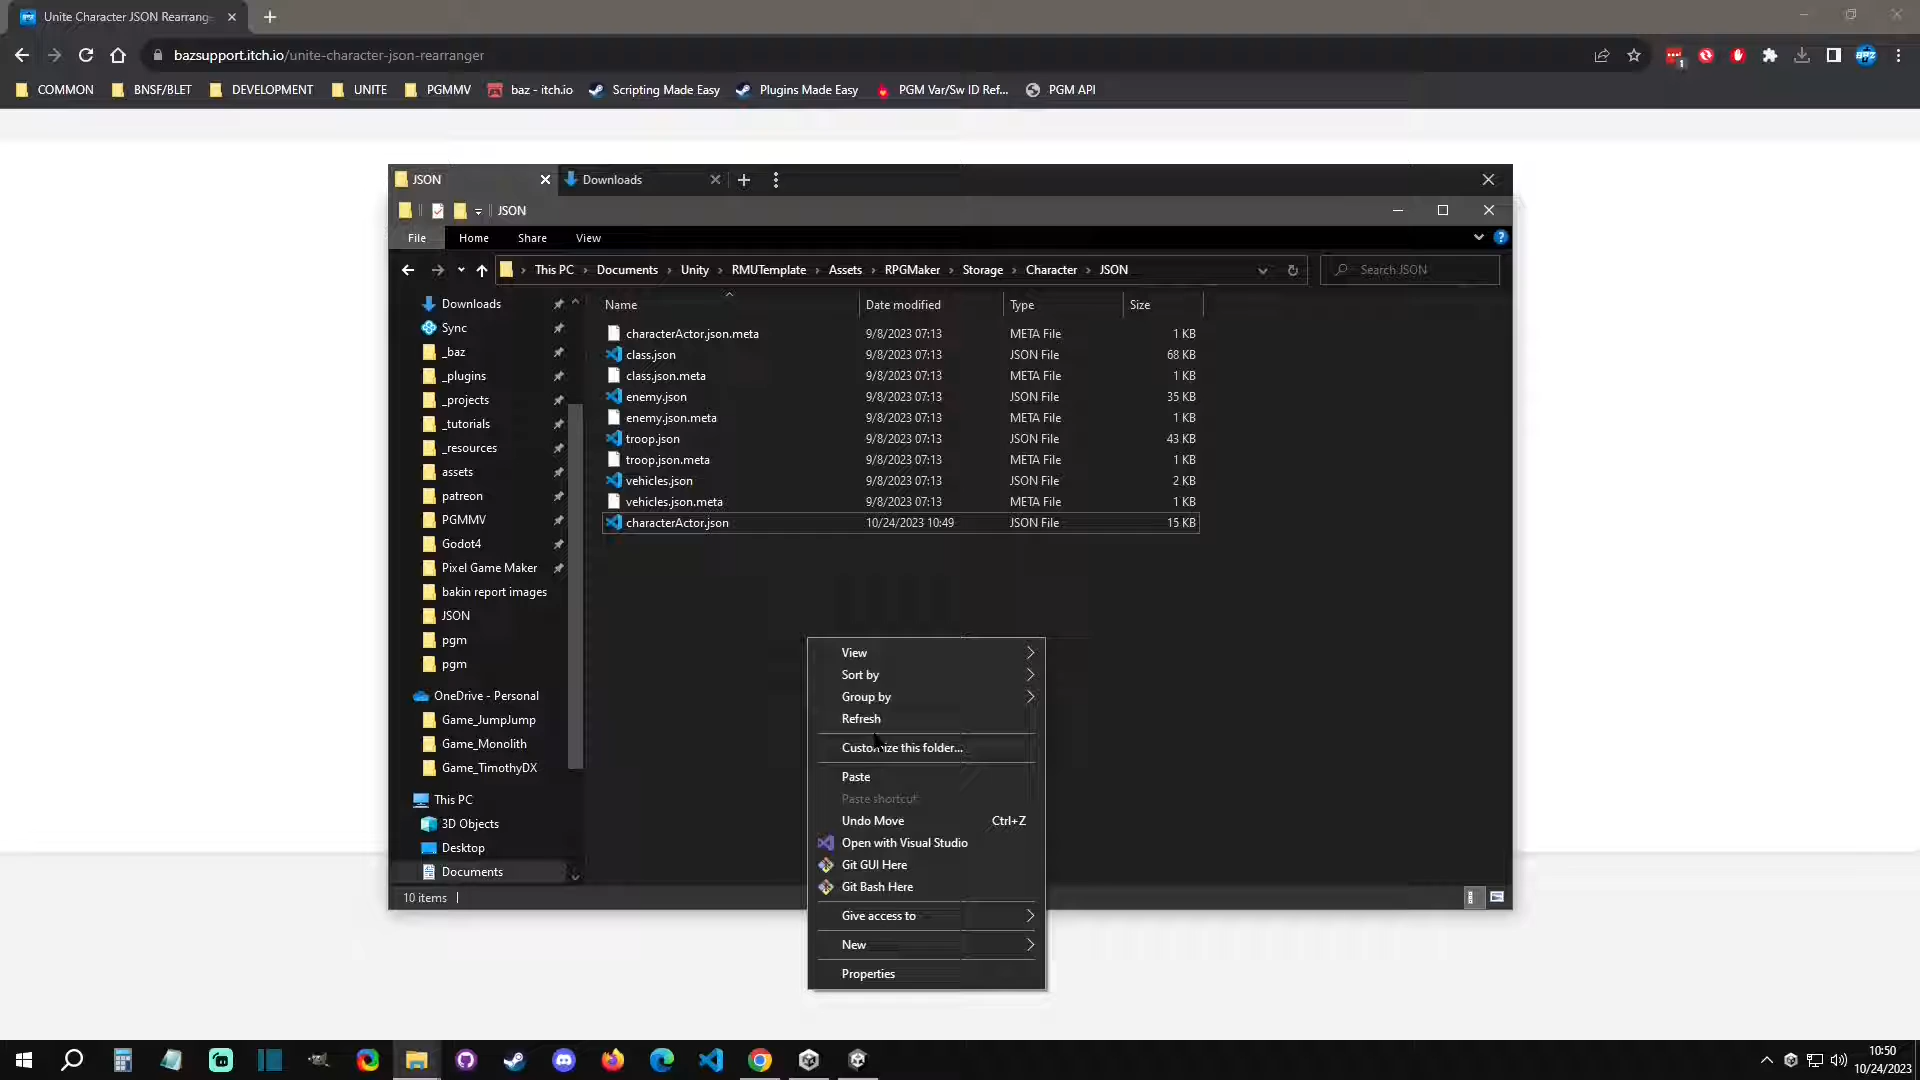 Unite Character JSON Rearrang
bazsupport.itch.io/unite-character-json-rearranger
1
COMMON BNSF/BLET DEVELOPMENT UNITE PGMMV baz - itch.io Scripting Made Easy Plugins Made Easy PGM Var/Sw ID Ref... PGM API
JSON Downloads
JSON
File Home Share View
This PC Documents Unity RMUTemplate Assets RPGMaker Storage Character JSON Search JSON
Name Date modified Type Size
characterActor.json.meta 9/8/2023 07:13 META File 1 KB
class.json 9/8/2023 07:13 JSON File 68 KB
class.json.meta 9/8/2023 07:13 META File 1 KB
enemy.json 9/8/2023 07:13 JSON File 35 KB
enemy.json.meta 9/8/2023 07:13 META File 1 KB
troop.json 9/8/2023 07:13 JSON File 43 KB
troop.json.meta 9/8/2023 07:13 META File 1 KB
vehicles.json 9/8/2023 07:13 JSON File 2 KB
vehicles.json.meta 9/8/2023 07:13 META File 1 KB
characterActor.json 10/24/2023 10:49 JSON File 15 KB
Downloads
Sync
_baz
_plugins
_projects
_tutorials
_resources
assets
patreon
PGMMV
Godot4
Pixel Game Maker
bakin report images
JSON
pgm
pgm
OneDrive - Personal
Game_JumpJump
Game_Monolith
Game_TimothyDX
This PC
3D Objects
Desktop
Documents
10 items
View
Sort by
Group by
Refresh
Customize this folder...
Paste
Paste shortcut
Undo Move Ctrl+Z
Open with Visual Studio
Git GUI Here
Git Bash Here
Give access to
New
Properties
10:50
10/24/2023